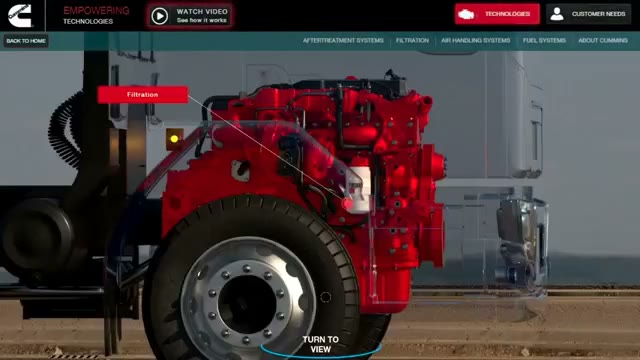 EMPOWERING
TECHNOLOGIES
WATCH VIDEO
See how it works
TECHNOLOGIES
CUSTOMER NEEDS
BACK TO HOME
AFTERTREATMENT SYSTEMS
FILTRATION
AIR HANDLING SYSTEMS
FUEL SYSTEMS
ABOUT CUMMINS
Filtration
TURN TO
VIEW